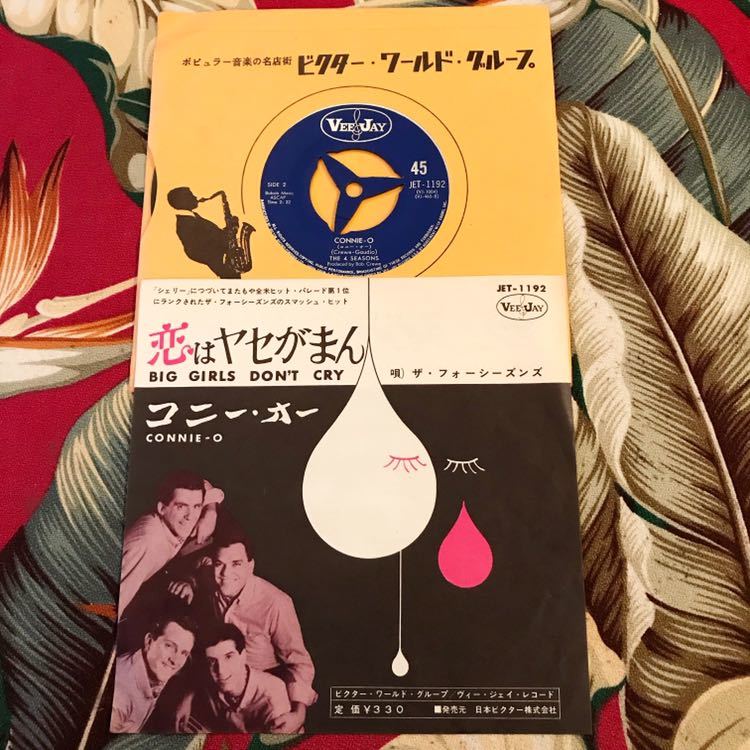 ポピュラー音楽の名店街 ビクター・ワールド・グループ
VEE JAY
45
SIDE 2
JET-1192
ASCAP
CONNIE-O
(コニー・オー)
(Crewe-Gaudio)
THE 4 SEASONS
Produced by Bob Crewe
「シェリー」につづいてまたもや全米ヒット・パレード第1位
にランクされたザ・フォーシーズンズのスマッシュ・ヒット
JET-1192
VEE JAY
恋はヤセがまん
BIG GIRLS DON'T CRY
唄)ザ・フォーシーズンズ
コニー・オー
CONNIE-O
ビクター・ワールド・グループ/ヴィー・ジェイ・レコード
定価¥330 ■発売元 日本ビクター株式会社